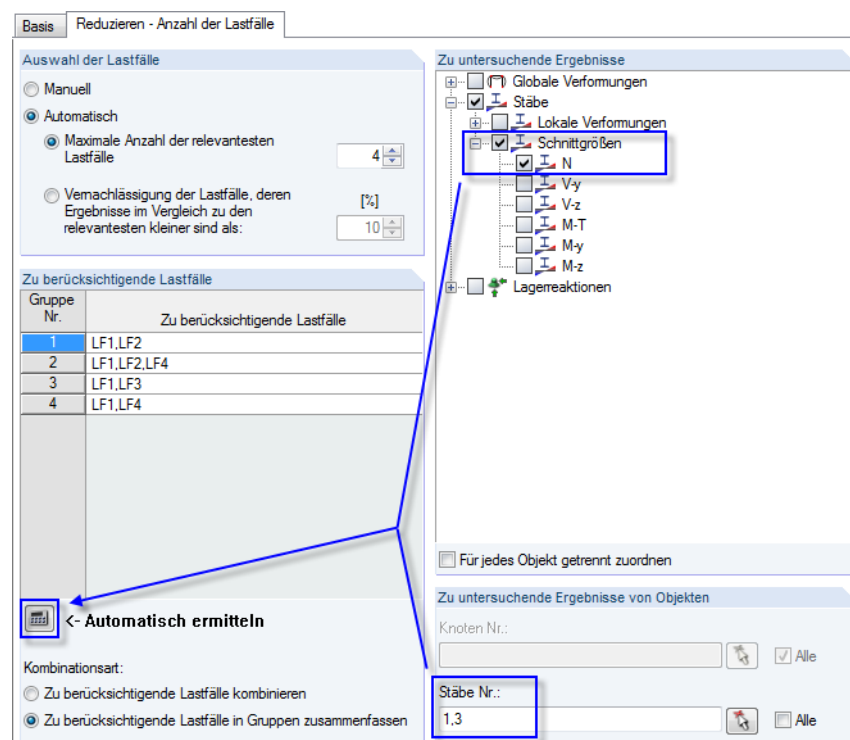 Basis
Reduzieren - Anzahl der Lastfälle
Auswahl der Lastfälle
Manuell
Automatisch
Maximale Anzahl der relevantesten
Lastfälle
4
Vernachlässigung der Lastfälle, deren
Ergebnisse im Vergleich zu den
relevantesten kleiner sind als:
[%]
10
Zu berücksichtigende Lastfälle
Gruppe
Nr.
Zu berücksichtigende Lastfälle
1 LF1,LF2
2 LF1,LF2,LF4
3 LF1,LF3
4 LF1,LF4
<- Automatisch ermitteln
Kombinationsart:
Zu berücksichtigende Lastfälle kombinieren
Zu berücksichtigende Lastfälle in Gruppen zusammenfassen
Zu untersuchende Ergebnisse
Globale Verformungen
Stäbe
Lokale Verformungen
Schnittgrößen
N
V-y
V-z
M-T
M-y
M-z
Lagerreaktionen
Für jedes Objekt getrennt zuordnen
Zu untersuchende Ergebnisse von Objekten
Knoten Nr.:
Alle
Stäbe Nr.:
1,3
Alle